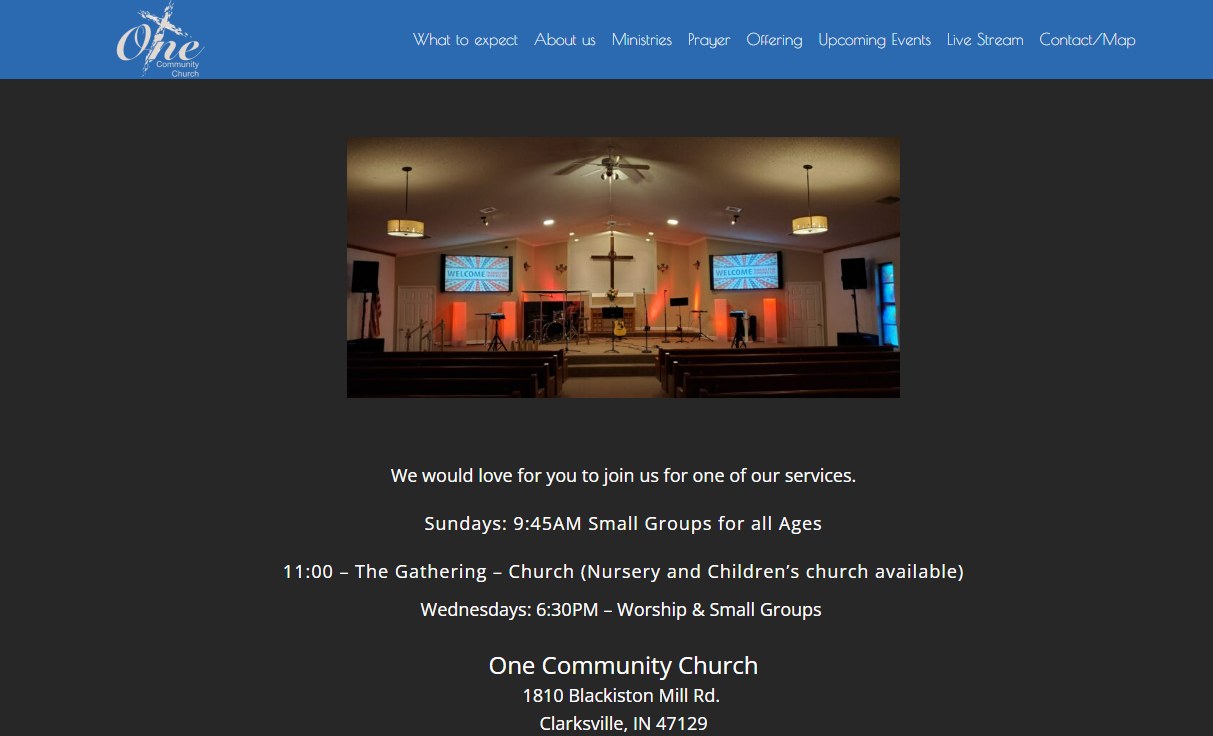 One
Community
Church
What to expect About us Ministries Prayer Offering Upcoming Events Live Stream Contact/Map
WELCOME
WELCOME
We would love for you to join us for one of our services.
Sundays: 9:45AM Small Groups for all Ages
11:00 – The Gathering – Church (Nursery and Children’s church available)
Wednesdays: 6:30PM – Worship & Small Groups
One Community Church
1810 Blackiston Mill Rd.
Clarksville, IN 47129